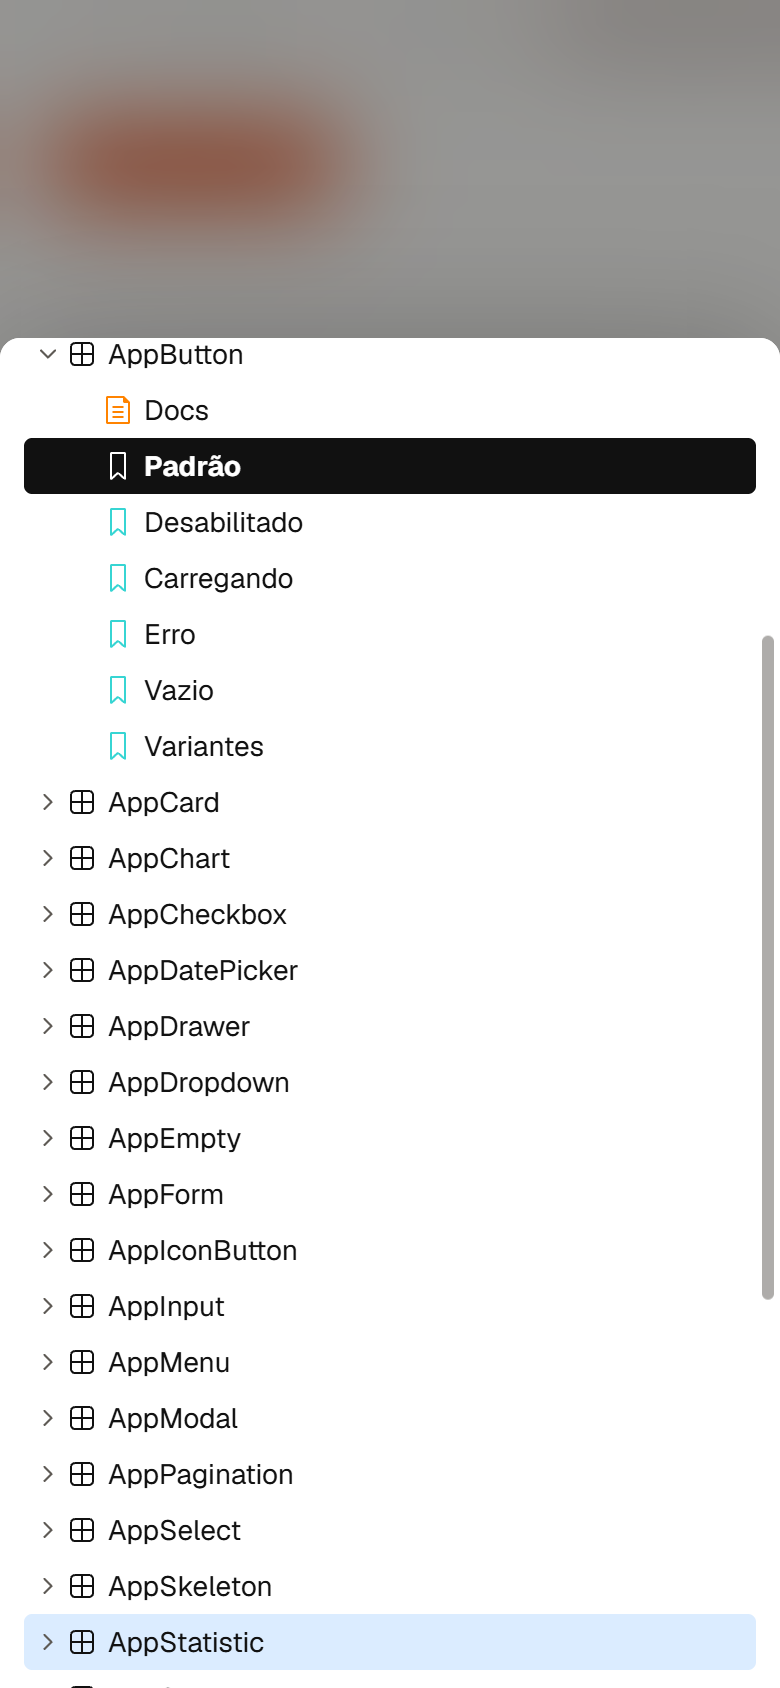 AppButton
Docs
Padrão
Desabilitado
Carregando
Erro
Vazio
Variantes
AppCard
AppChart
AppCheckbox
AppDatePicker
AppDrawer
AppDropdown
AppEmpty
AppForm
AppIconButton
AppInput
AppMenu
AppModal
AppPagination
AppSelect
AppSkeleton
AppStatistic